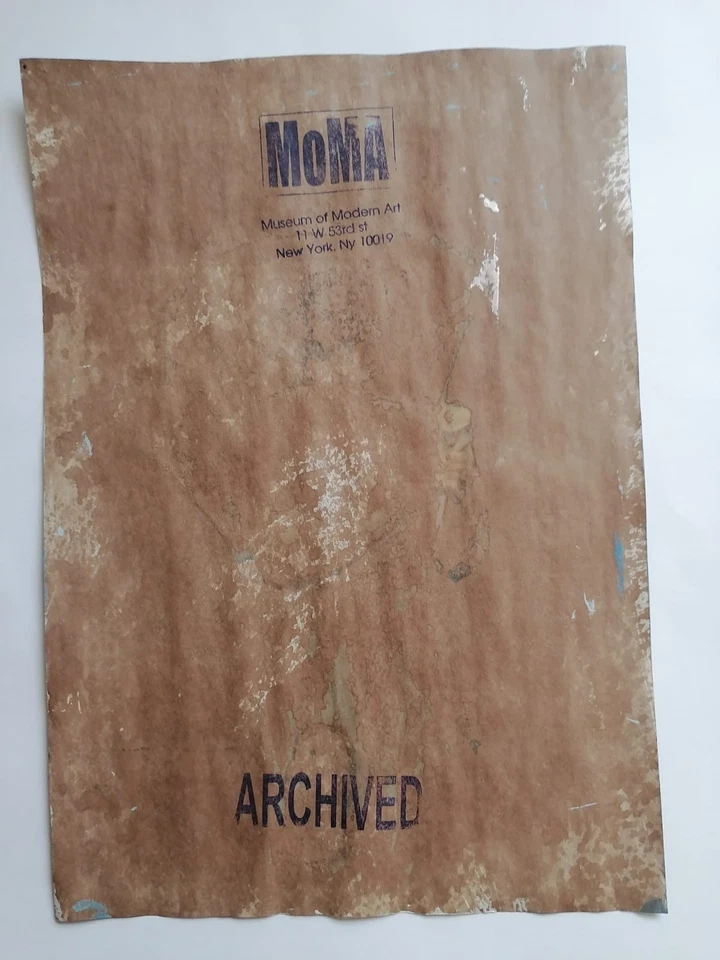 MoMA
Museum of Modern Art
11 W 53rd st
New York, Ny 10019
ARCHIVED